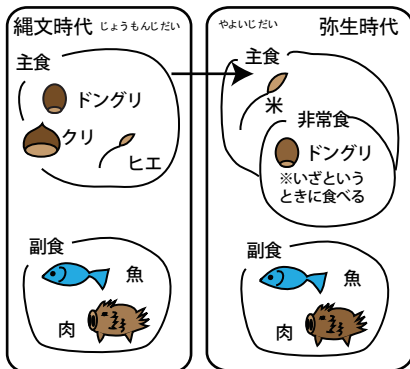 縄文時代 じょうもんじだい
主食
ドングリ
クリ
ヒエ
副食
魚
肉
やよいじだい 弥生時代
主食
米
非常食
ドングリ
※いざという
ときに食べる
副食
魚
肉